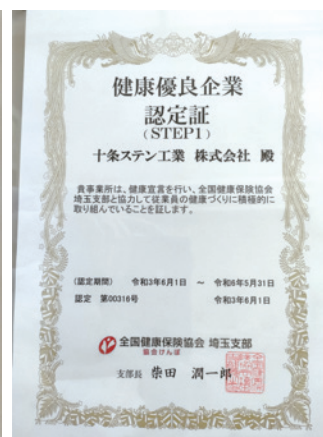 健康優良企業
認定証
(STEP1)
十条ステン工業 株式会社 殿
貴事業所は、健康宣言を行い、全国健康保険協会
埼玉支部と協力して従業員の健康づくりに積極的に
取り組んでいることを証します。
(認定期間) 令和3年6月1日 ~ 令和6年5月31日
認定 第00316号 令和3年6月1日
全国健康保険協会 埼玉支部
協会けんぽ
支部長 柴田 潤一郎